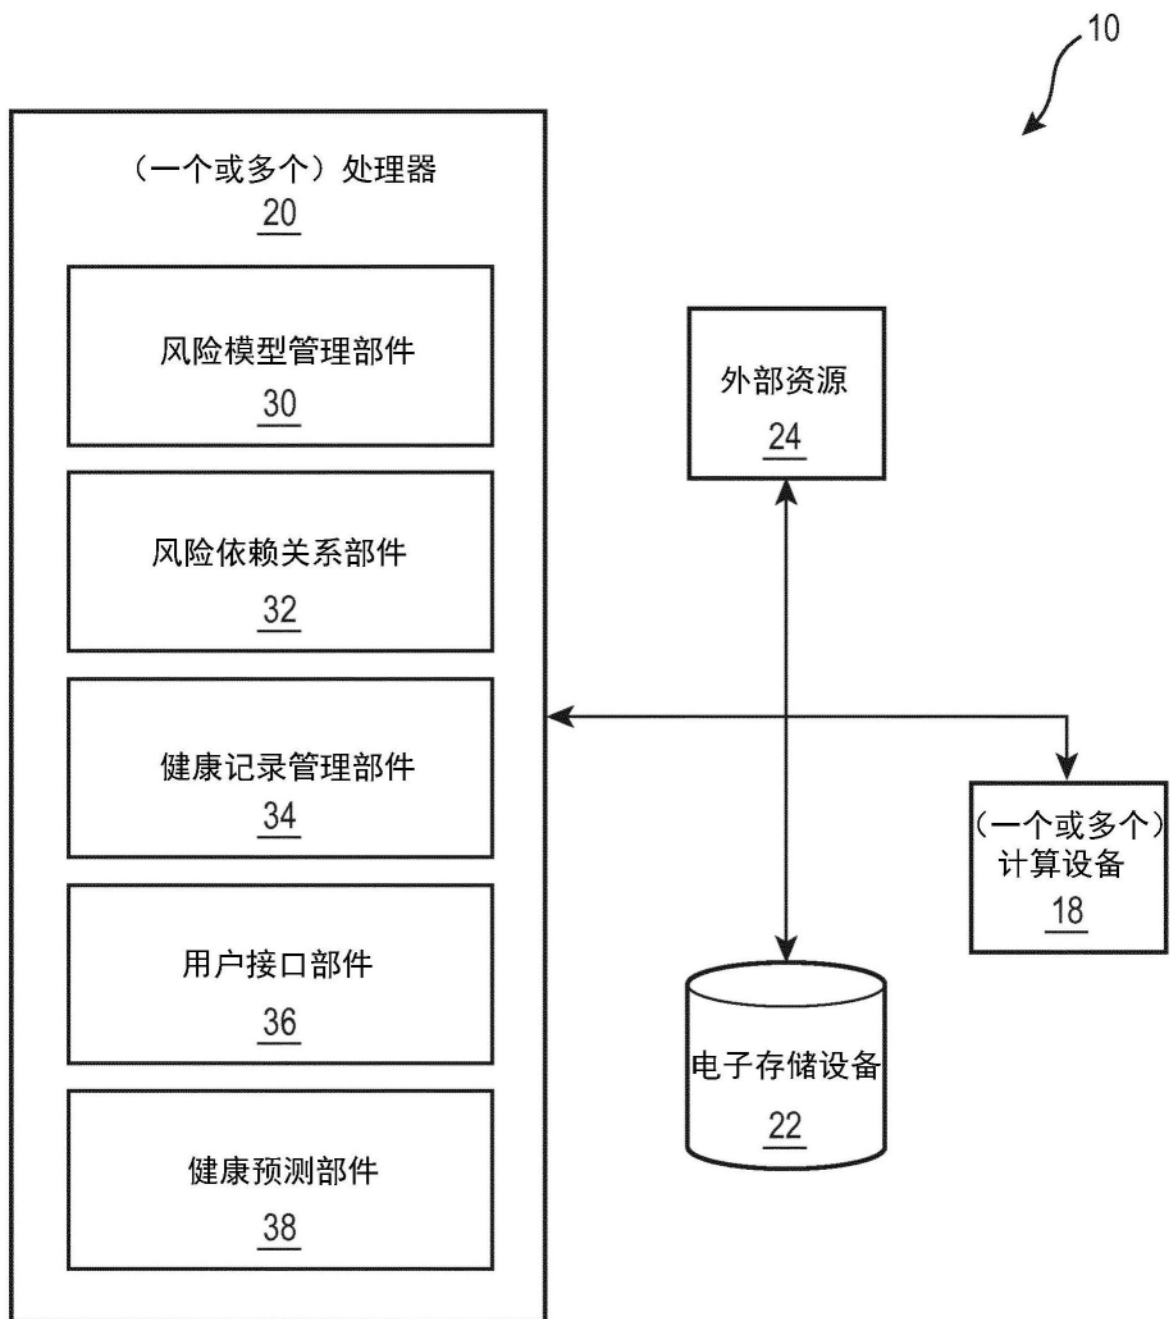 10
（一个或多个）处理器
20
风险模型管理部件
30
风险依赖关系部件
32
健康记录管理部件
34
用户接口部件
36
健康预测部件
38
外部资源
24
（一个或多个）
计算设备
18
电子存储设备
22